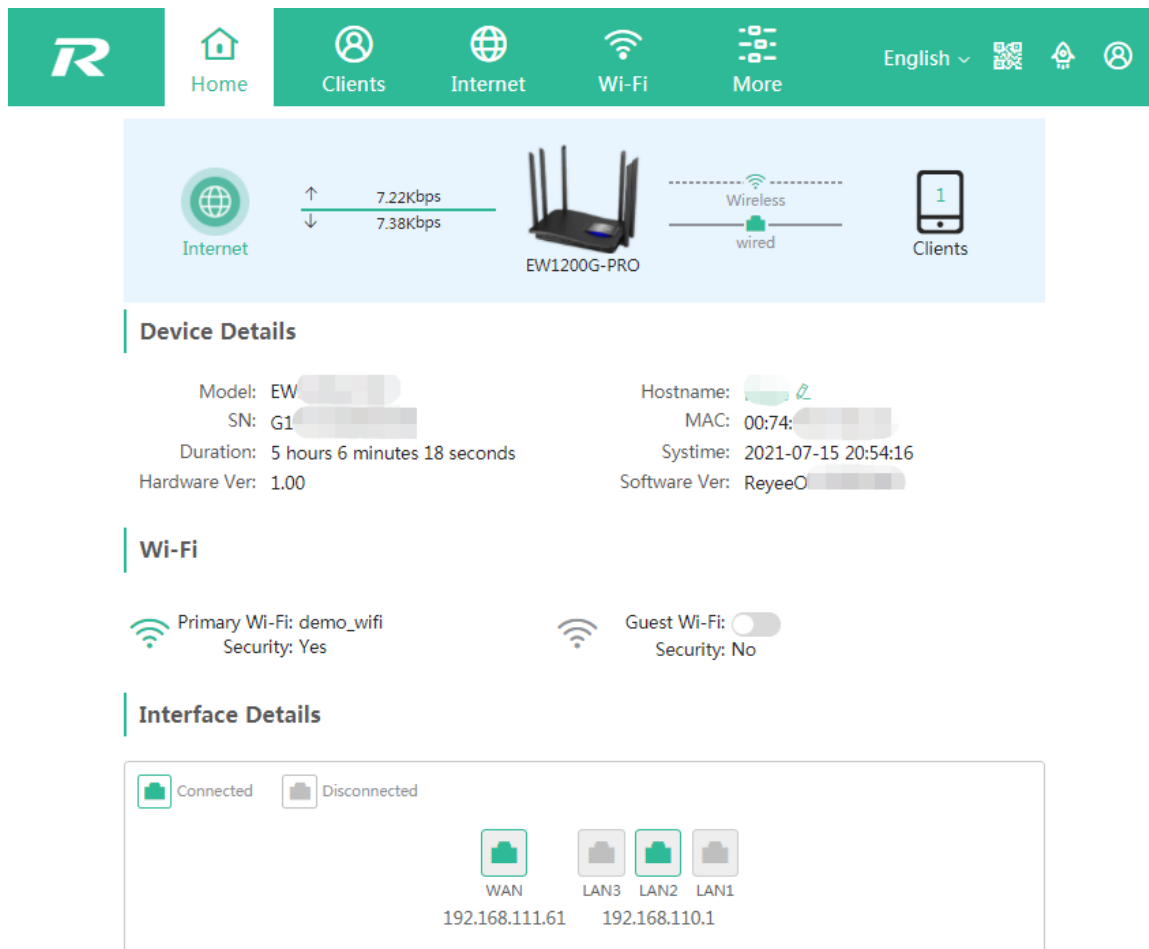 R
Home
Clients
Internet
Wi-Fi
More
English
7.22Kbps
7.38Kbps
Internet
EW1200G-PRO
Wireless
wired
1
Clients
Device Details
Model: EW
Hostname:
SN: G1
MAC: 00:74:
Duration: 5 hours 6 minutes 18 seconds
Systime: 2021-07-15 20:54:16
Hardware Ver: 1.00
Software Ver: ReyeeO
Wi-Fi
Primary Wi-Fi: demo_wifi
Security: Yes
Guest Wi-Fi:
Security: No
Interface Details
Connected
Disconnected
WAN
LAN3
LAN2
LAN1
192.168.111.61
192.168.110.1